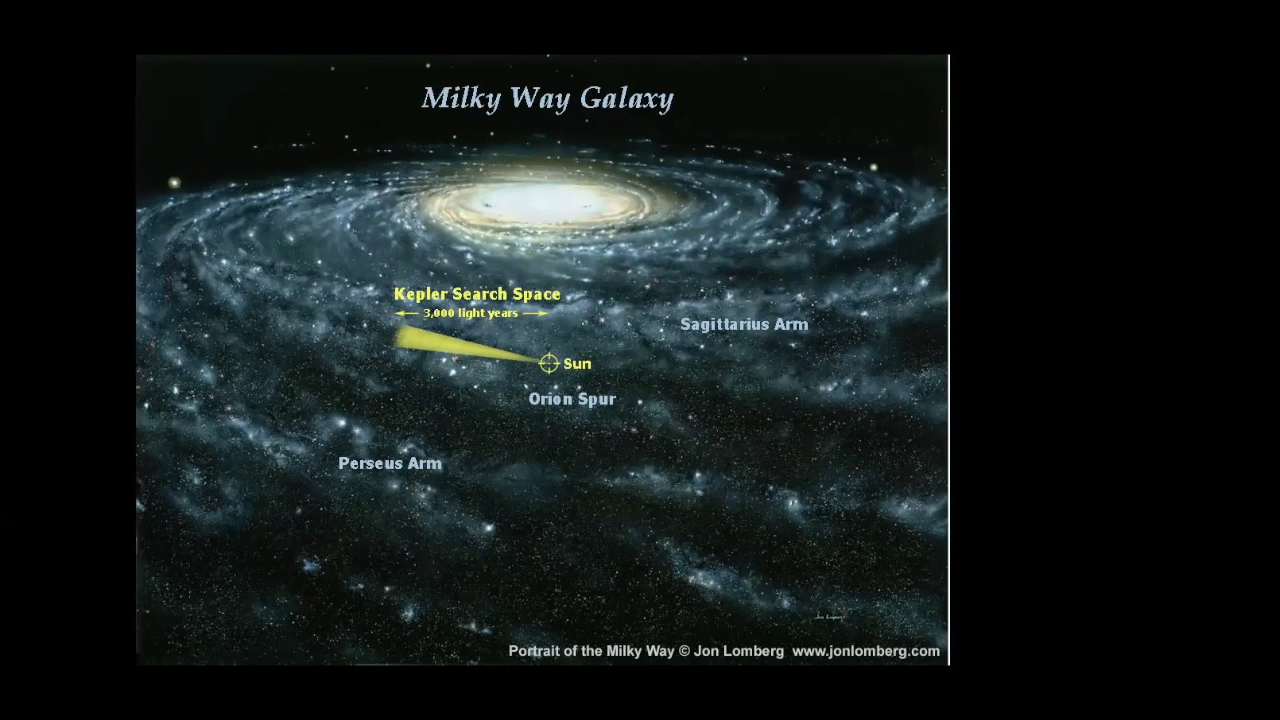 Milky Way Galaxy
Kepler Search Space
3,000 light years
Sagittarius Arm
Sun
Orion Spur
Perseus Arm
Portrait of the Milky Way © Jon Lomberg www.jonlomberg.com